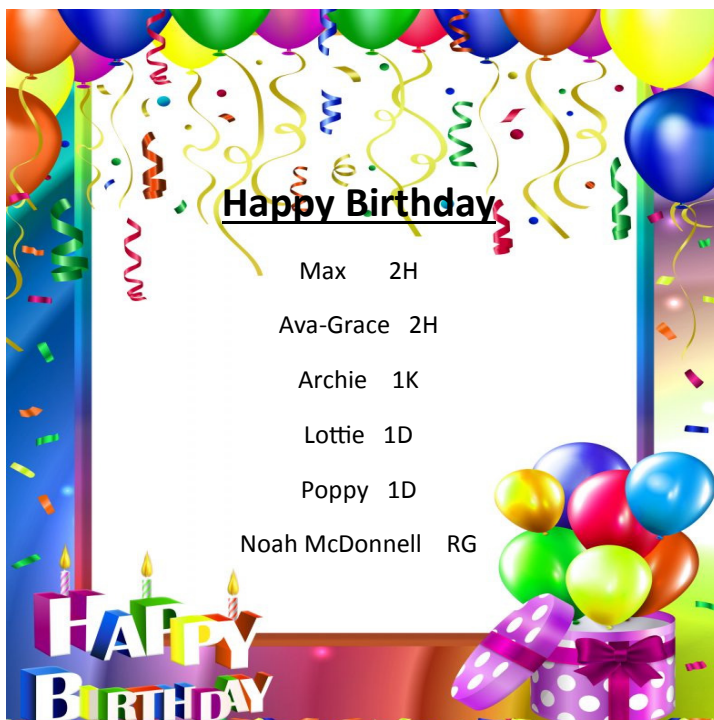 Happy Birthday
Max 2H
Ava-Grace 2H
Archie 1K
Lottie 1D
Poppy 1D
Noah McDonnell RG
HAPPY
BIRTHDAY